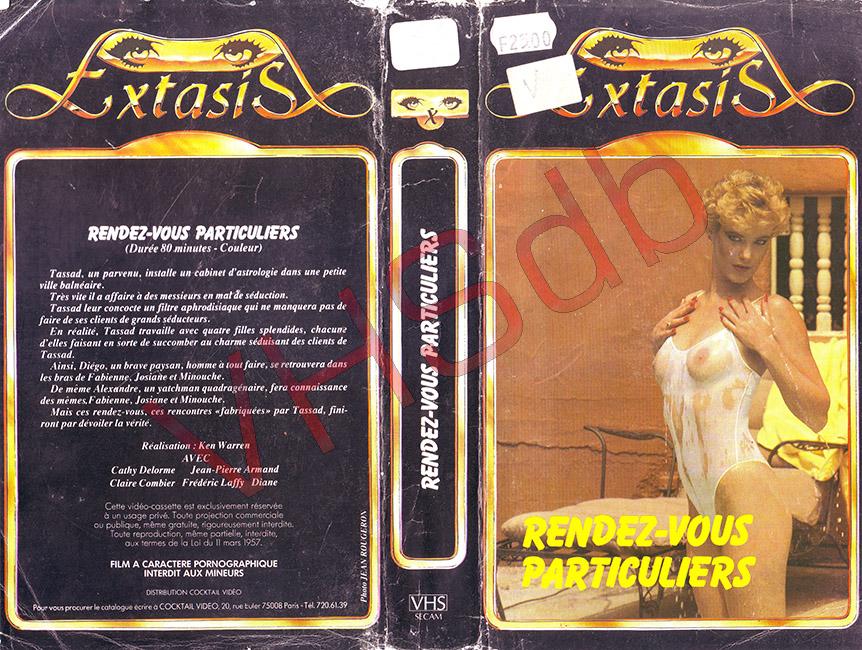 Extasis
RENDEZ-VOUS PARTICULIERS
(Durée 80 minutes - Couleur)
Tassad, un parvenu, installe un cabinet d'astrologie dans une petite
ville balnéaire.
Très vite il a affaire à des messieurs en mal de séduction.
Tassad leur concocte un filtre aphrodisiaque qui ne manquera pas de
faire de ses clients de grands séducteurs.
En réalité, Tassad travaille avec quatre filles splendides, chacune
d'elles faisant en sorte de succomber au charme séduisant des clients de
Tassad.
Ainsi, Diégo, un brave paysan, homme à tout faire, se retrouvera dans
les bras de Fabienne, Josiane et Minouche.
De même Alexandre, un yatchman quadragénaire, fera connaissance
des mêmes, Fabienne, Josiane et Minouche.
Mais ces rendez-vous, ces rencontres «fabriquées» par Tassad, fini-
ront par dévoiler la vérité.
Réalisation : Ken Warren
AVEC
Cathy Delorme Jean-Pierre Armand
Claire Combier Frédéric Laffy Diane
Cette vidéo-cassette est exclusivement réservée
à un usage privé. Toute projection commerciale
ou publique, même gratuite, rigoureusement interdite.
Toute reproduction, même partielle, interdite,
aux termes de la Loi du 11 mars 1957.
FILM A CARACTERE PORNOGRAPHIQUE
INTERDIT AUX MINEURS
DISTRIBUTION COCKTAIL VIDÉO
Pour vous procurer le catalogue écrire à COCKTAIL VIDEO, 20, rue Euler 75008 Paris - Tél. 720.61.39
Photo JEAN ROUGERON
X
RENDEZ-VOUS PARTICULIERS
VHS
SECAM
F2500
V
Extasis
RENDEZ-VOUS
PARTICULIERS
VHSdb